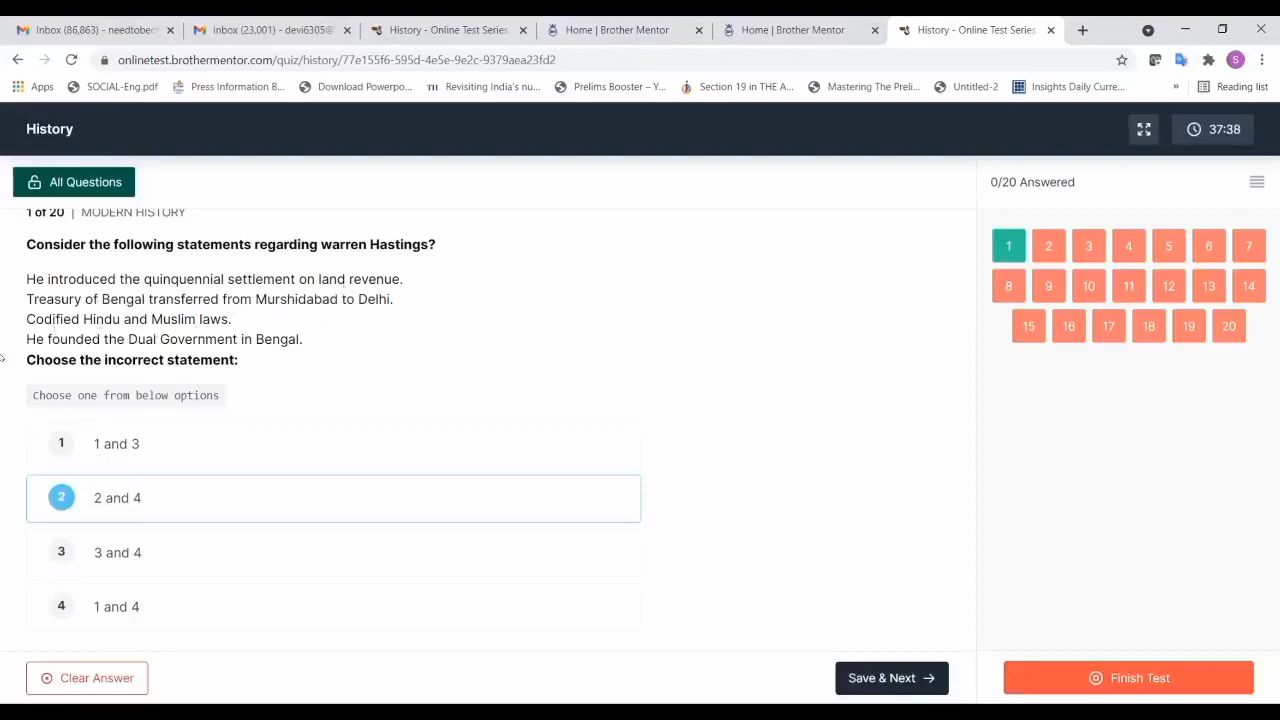 Inbox (86,863) - needtobec
Inbox (23,001) - devi6305@
History - Online Test Series
Home | Brother Mentor
Home | Brother Mentor
History - Online Test Series
onlinetest.brothermentor.com/quiz/history/77e155f6-595d-4e5e-9e2c-9379aea23fd2
S
Apps
SOCIAL-Eng.pdf
Press Information B...
Download Powerpo...
TH Revisiting India's nu...
Prelims Booster – Y...
Section 19 in THE A...
Mastering The Preli...
Untitled-2
Insights Daily Curre...
»
Reading list
History
37:38
All Questions
0/20 Answered
1 of 20 | MODERN HISTORY
Consider the following statements regarding warren Hastings?
He introduced the quinquennial settlement on land revenue.
Treasury of Bengal transferred from Murshidabad to Delhi.
Codified Hindu and Muslim laws.
He founded the Dual Government in Bengal.
Choose the incorrect statement:
Choose one from below options
1 1 and 3
2 2 and 4
3 3 and 4
4 1 and 4
1 2 3 4 5 6 7
8 9 10 11 12 13 14
15 16 17 18 19 20
Clear Answer
Save & Next
Finish Test